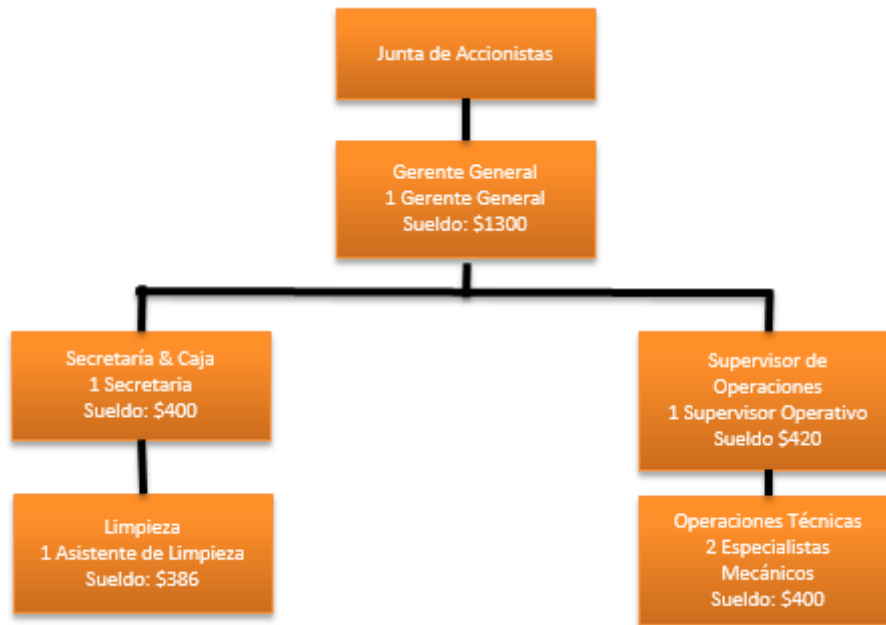 Junta de Accionistas
Gerente General
1 Gerente General
Sueldo: $1300
Secretaría & Caja
1 Secretaria
Sueldo: $400
Limpieza
1 Asistente de Limpieza
Sueldo: $386
Supervisor de
Operaciones
1 Supervisor Operativo
Sueldo $420
Operaciones Técnicas
2 Especialistas
Mecánicos
Sueldo: $400